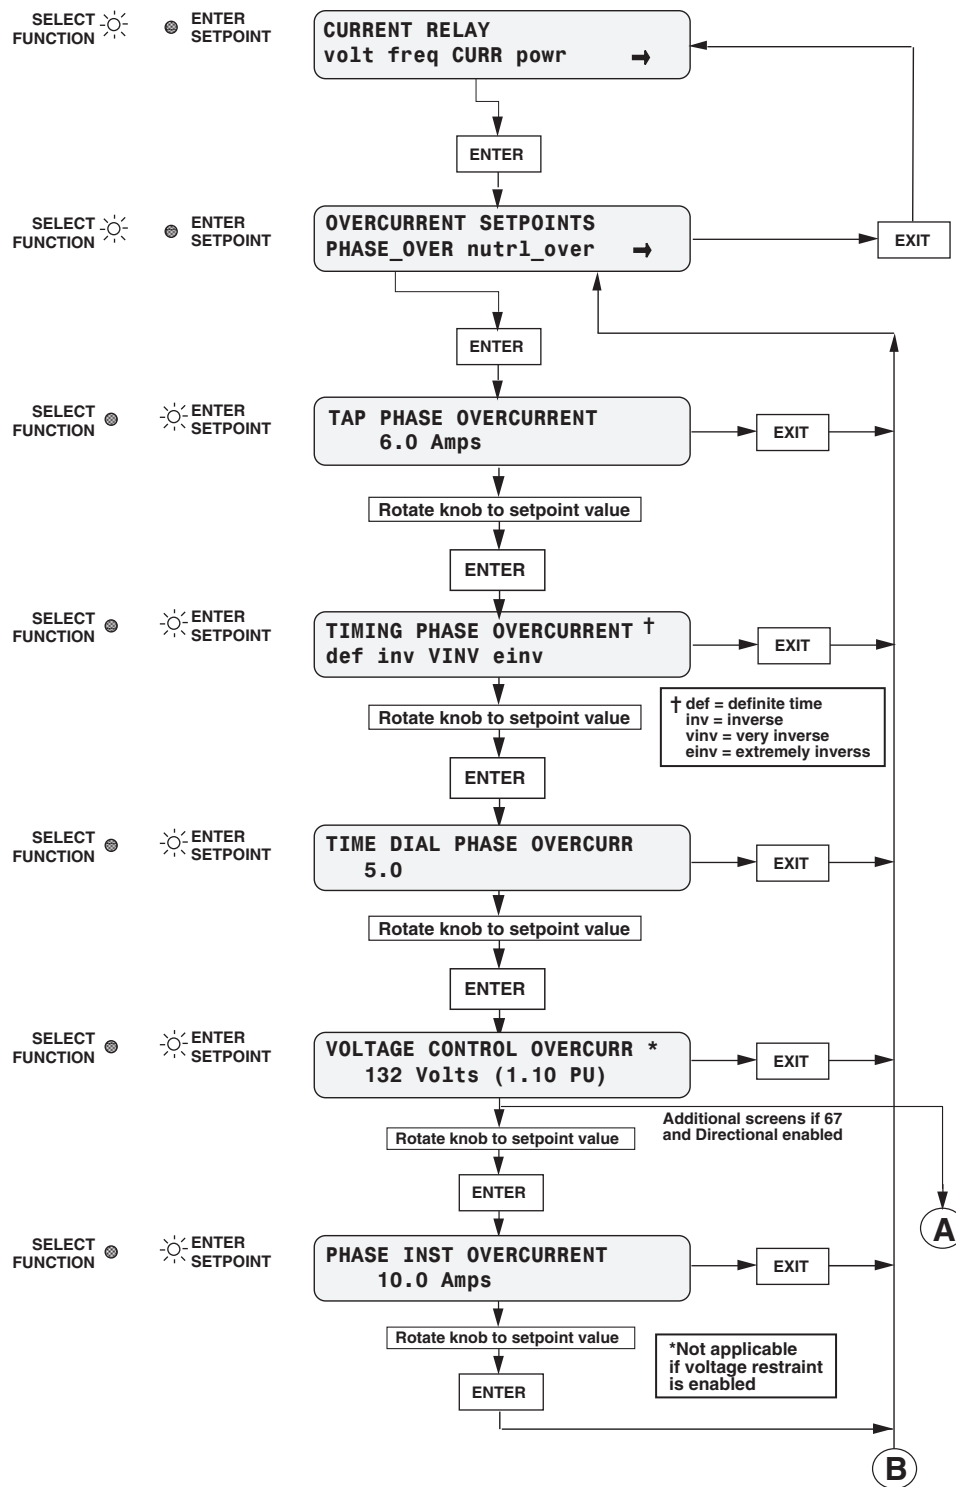 SELECT
FUNCTION
ENTER
SETPOINT
CURRENT RELAY
volt freq CURR powr →
ENTER
SELECT
FUNCTION
ENTER
SETPOINT
OVERCURRENT SETPOINTS
PHASE_OVER nutrl_over →
EXIT
ENTER
SELECT
FUNCTION
ENTER
SETPOINT
TAP PHASE OVERCURRENT
6.0 Amps
EXIT
Rotate knob to setpoint value
ENTER
SELECT
FUNCTION
ENTER
SETPOINT
TIMING PHASE OVERCURRENT †
def inv VINV einv
EXIT
Rotate knob to setpoint value
† def = definite time
inv = inverse
vinv = very inverse
einv = extremely inverss
ENTER
SELECT
FUNCTION
ENTER
SETPOINT
TIME DIAL PHASE OVERCURR
5.0
EXIT
Rotate knob to setpoint value
ENTER
SELECT
FUNCTION
ENTER
SETPOINT
VOLTAGE CONTROL OVERCURR *
132 Volts (1.10 PU)
EXIT
Additional screens if 67
and Directional enabled
Rotate knob to setpoint value
ENTER
A
SELECT
FUNCTION
ENTER
SETPOINT
PHASE INST OVERCURRENT
10.0 Amps
EXIT
Rotate knob to setpoint value
*Not applicable
if voltage restraint
is enabled
ENTER
B